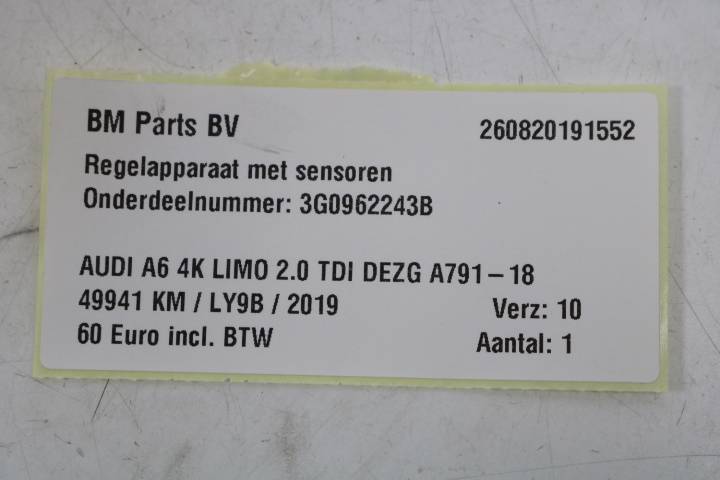 BM Parts BV 260820191552
Regelapparaat met sensoren
Onderdeelnummer: 3G0962243B
AUDI A6 4K LIMO 2.0 TDI DEZG A791-18
49941 KM / LY9B / 2019 Verz: 10
60 Euro incl. BTW Aantal: 1